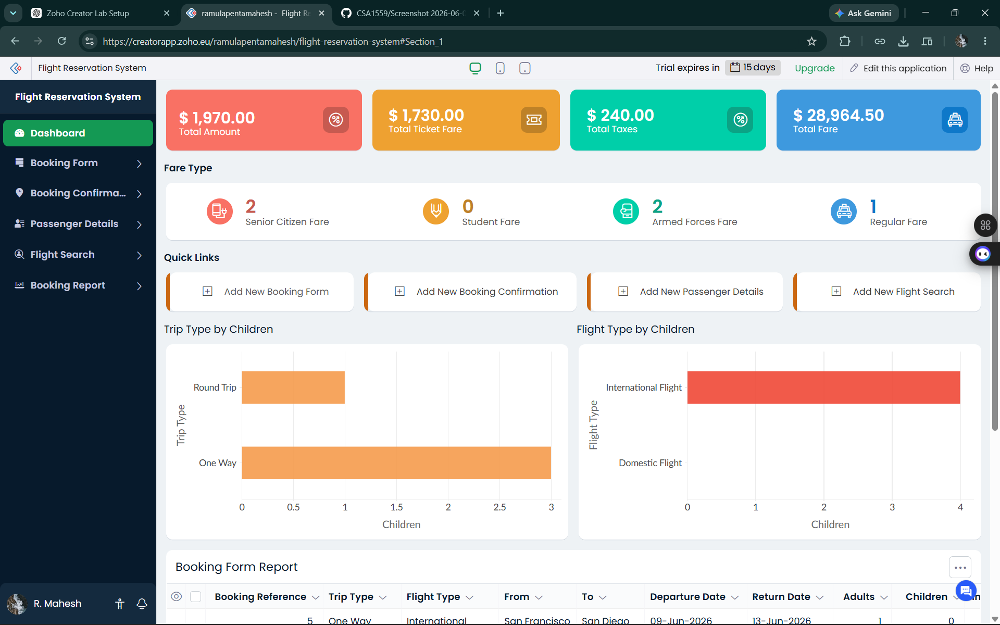 Zoho Creator Lab Setup
ramulapentamahesh - Flight Re
CSA1559/Screenshot 2026-06-0
Ask Gemini
https://creatorapp.zoho.eu/ramulapentamahesh/flight-reservation-system#Section_1
Flight Reservation System
Trial expires in
15 days
Upgrade
Edit this application
Help
Flight Reservation System
Dashboard
Booking Form
Booking Confirma...
Passenger Details
Flight Search
Booking Report
R. Mahesh
$ 1,970.00
Total Amount
$ 1,730.00
Total Ticket Fare
$ 240.00
Total Taxes
$ 28,964.50
Total Fare
Fare Type
2
Senior Citizen Fare
0
Student Fare
2
Armed Forces Fare
1
Regular Fare
Quick Links
Add New Booking Form
Add New Booking Confirmation
Add New Passenger Details
Add New Flight Search
Trip Type by Children
Trip Type
Round Trip
One Way
0 0.5 1 1.5 2 2.5 3
Children
Flight Type by Children
Flight Type
International Flight
Domestic Flight
0 1 2 3 4
Children
Booking Form Report
Booking Reference Trip Type Flight Type From To Departure Date Return Date Adults Children
5 One Way International San Francisco San Diego 09-Jun-2026 13-Jun-2026 1 0